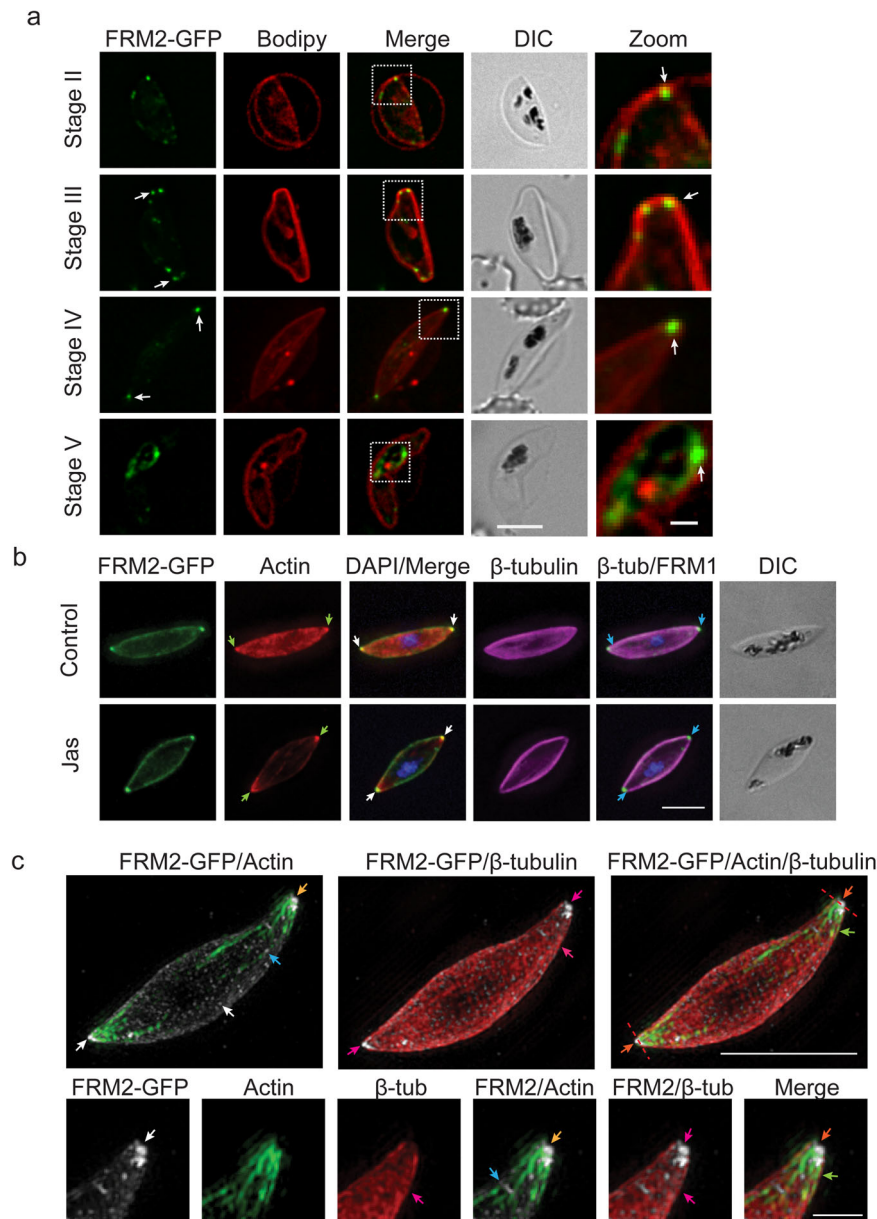 a
FRM2-GFP Bodipy Merge DIC Zoom
Stage II
Stage III
Stage IV
Stage V
b
FRM2-GFP Actin DAPI/Merge β-tubulin β-tub/FRM1 DIC
Control
Jas
c
FRM2-GFP/Actin FRM2-GFP/β-tubulin FRM2-GFP/Actin/β-tubulin
FRM2-GFP Actin β-tub FRM2/Actin FRM2/β-tub Merge